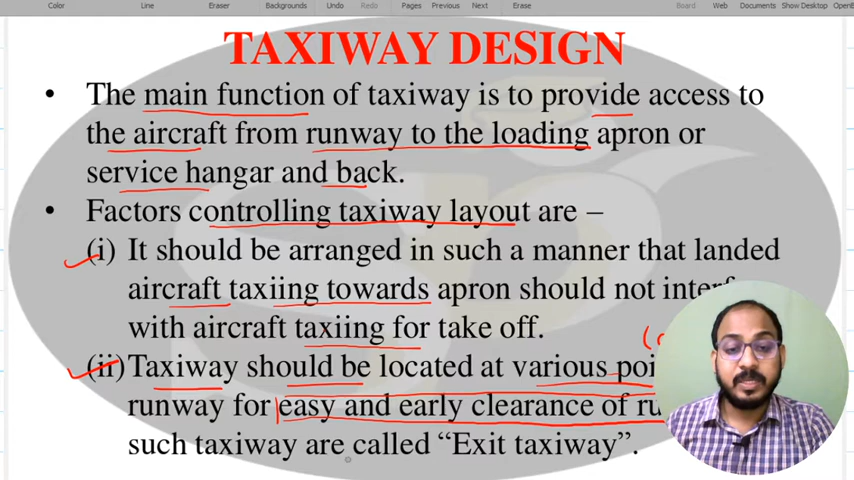 Color Line Eraser Backgrounds Undo Redo Pages Previous Next Erase Board Web Documents Show Desktop
TAXIWAY DESIGN
• The main function of taxiway is to provide access to
the aircraft from runway to the loading apron or
service hangar and back.
• Factors controlling taxiway layout are –
(i) It should be arranged in such a manner that landed
aircraft taxiing towards apron should not
with aircraft taxiing for take off.
(ii) Taxiway should be located at various
runway for easy and early clearance of
such taxiway are called “Exit taxiway”.